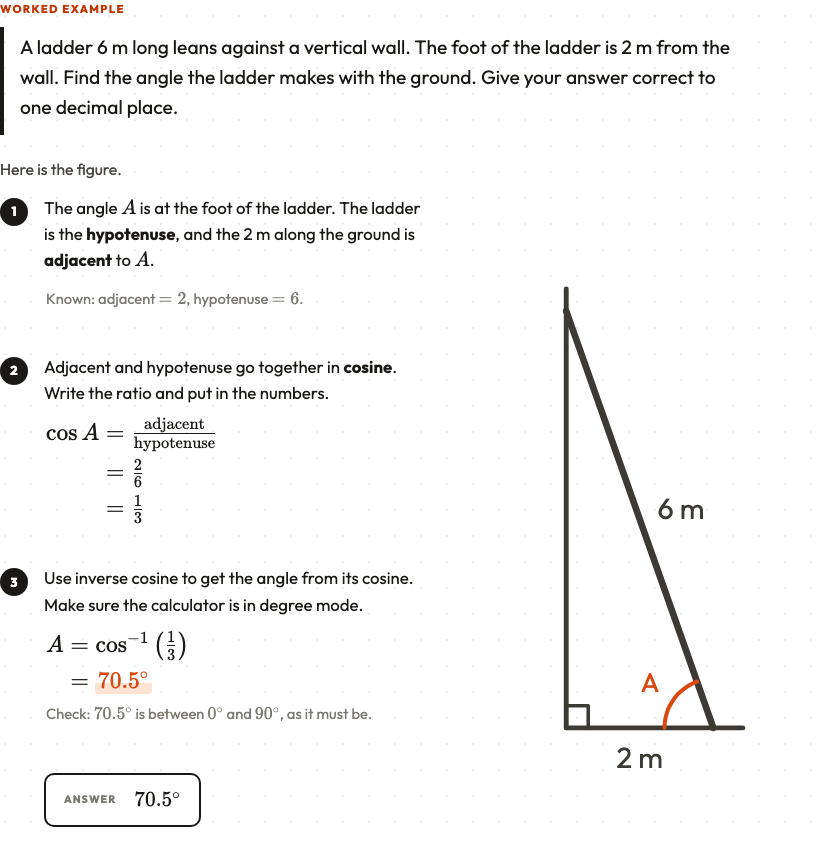 WORKED EXAMPLE
A ladder 6 m long leans against a vertical wall. The foot of the ladder is 2 m from the
wall. Find the angle the ladder makes with the ground. Give your answer correct to
one decimal place.
Here is the figure.
1
The angle A is at the foot of the ladder. The ladder
is the hypotenuse, and the 2 m along the ground is
adjacent to A.
Known: adjacent = 2, hypotenuse = 6.
2
Adjacent and hypotenuse go together in cosine.
Write the ratio and put in the numbers.
cos A = adjacent/hypotenuse
= 2/6
= 1/3
3
Use inverse cosine to get the angle from its cosine.
Make sure the calculator is in degree mode.
A = cos⁻¹ (1/3)
= 70.5°
Check: 70.5° is between 0° and 90°, as it must be.
ANSWER 70.5°
6 m
A
2 m